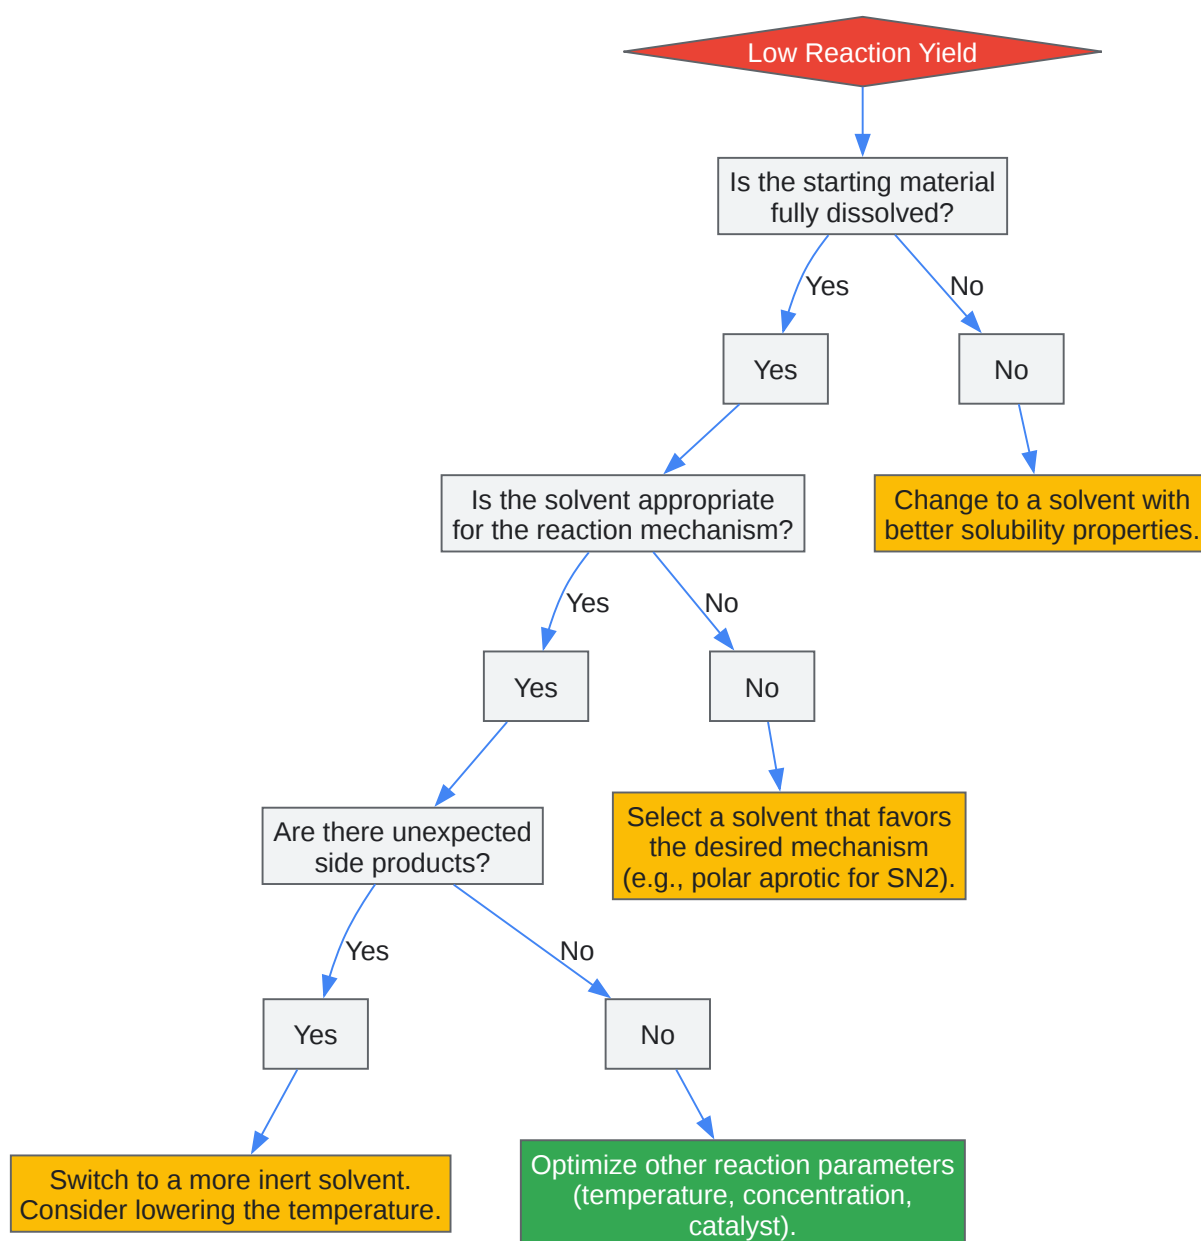 Low Reaction Yield
Is the starting material
fully dissolved?
Yes
No
Yes
No
Is the solvent appropriate
for the reaction mechanism?
Change to a solvent with
better solubility properties.
Yes
No
Yes
No
Are there unexpected
side products?
Select a solvent that favors
the desired mechanism
(e.g., polar aprotic for SN2).
Yes
No
Yes
No
Switch to a more inert solvent.
Consider lowering the temperature.
Optimize other reaction parameters
(temperature, concentration,
catalyst).